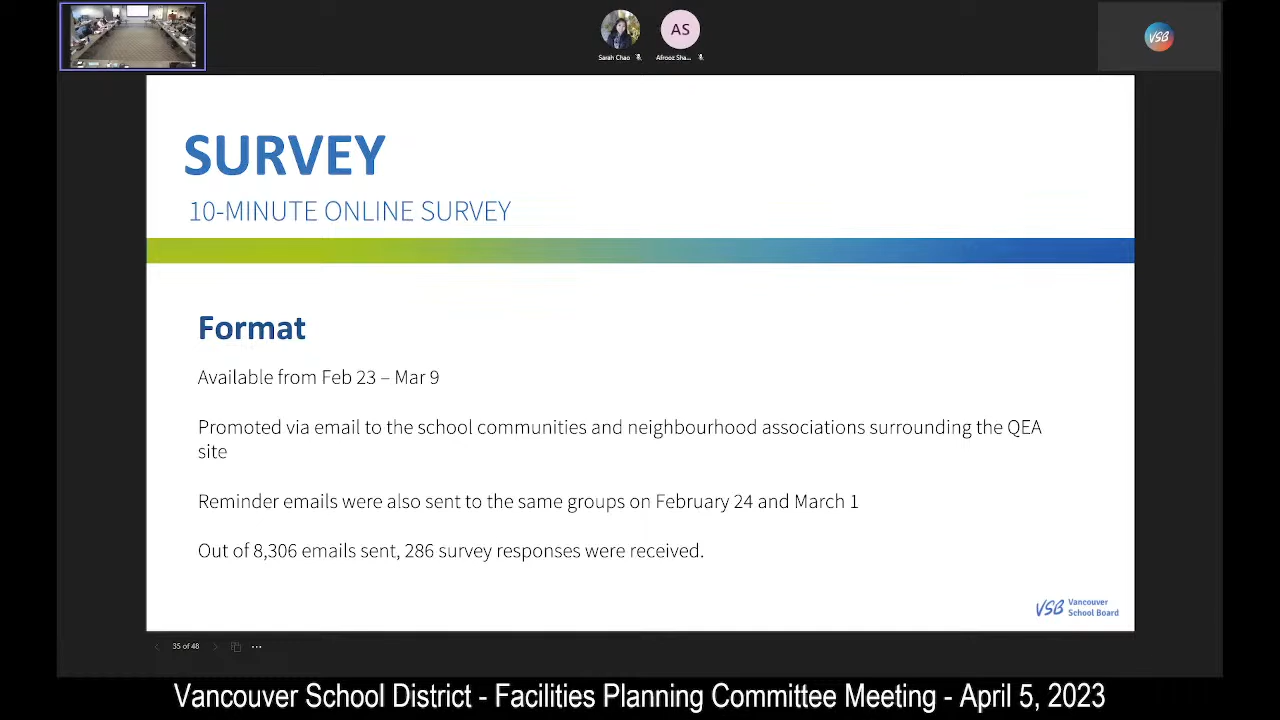 AS
Sarah Chao
Afrooz Sha...
VSB
SURVEY
10-MINUTE ONLINE SURVEY
Format
Available from Feb 23 – Mar 9
Promoted via email to the school communities and neighbourhood associations surrounding the QEA
site
Reminder emails were also sent to the same groups on February 24 and March 1
Out of 8,306 emails sent, 286 survey responses were received.
VSB Vancouver
School Board
35 of 48
Vancouver School District - Facilities Planning Committee Meeting - April 5, 2023